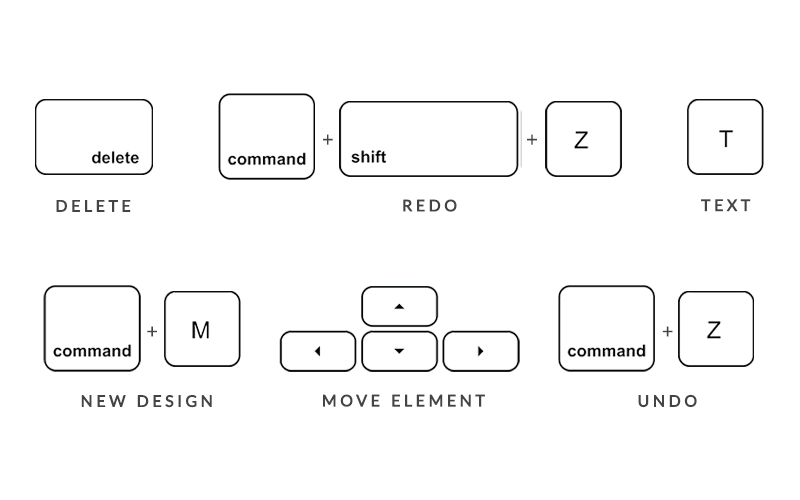 delete
command + shift + Z
T
DELETE
REDO
TEXT
command + M
command + Z
NEW DESIGN
MOVE ELEMENT
UNDO